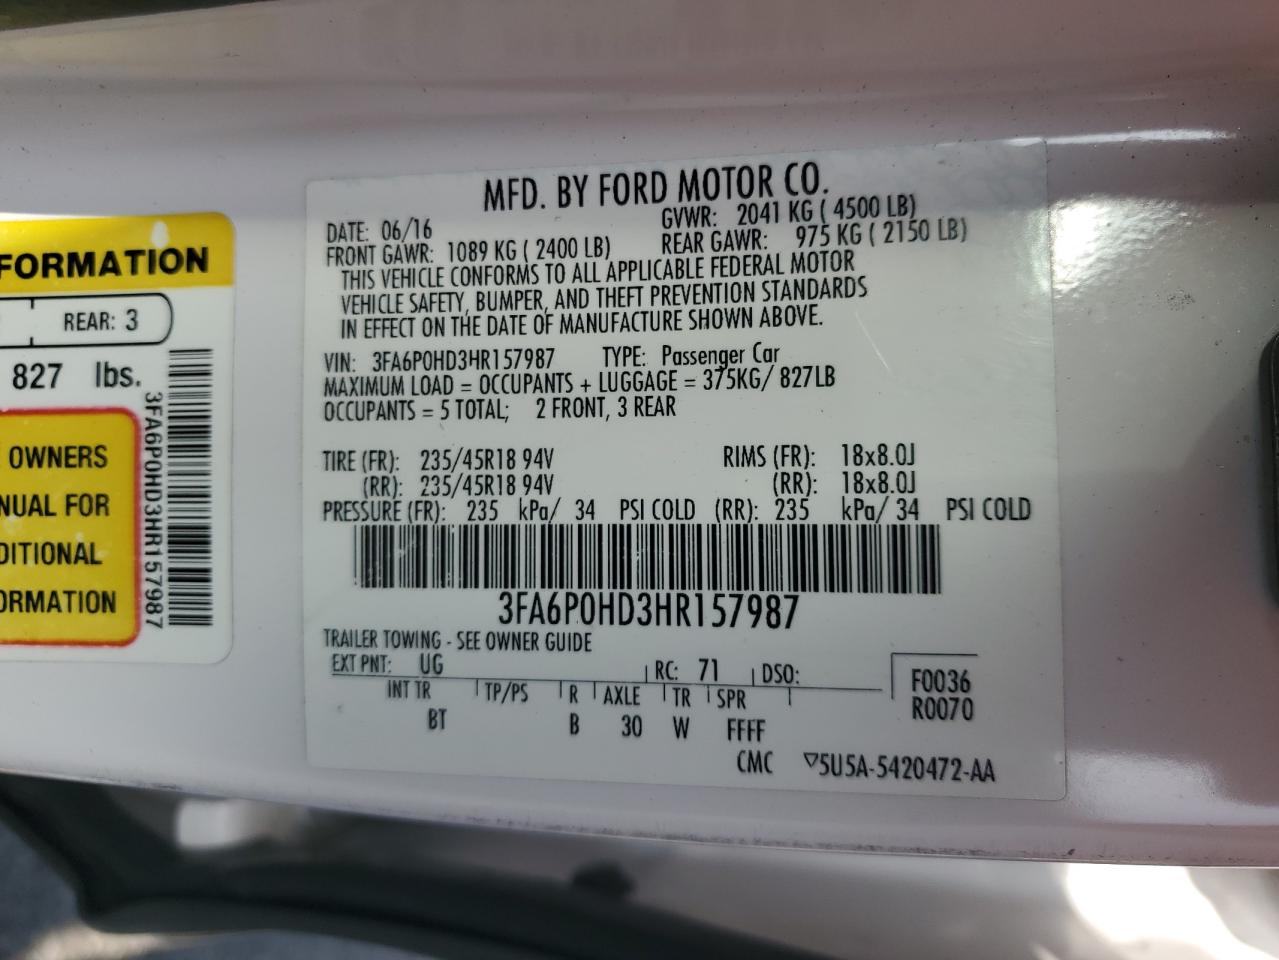 FORMATION
REAR: 3
827 lbs.
OWNERS
NUAL FOR
DITIONAL
ORMATION
3FA6P0HD3HR157987
MFD. BY FORD MOTOR CO.
DATE: 06/16 GVWR: 2041 KG ( 4500 LB)
FRONT GAWR: 1089 KG ( 2400 LB) REAR GAWR: 975 KG ( 2150 LB)
THIS VEHICLE CONFORMS TO ALL APPLICABLE FEDERAL MOTOR
VEHICLE SAFETY, BUMPER, AND THEFT PREVENTION STANDARDS
IN EFFECT ON THE DATE OF MANUFACTURE SHOWN ABOVE.
VIN: 3FA6P0HD3HR157987 TYPE: Passenger Car
MAXIMUM LOAD = OCCUPANTS + LUGGAGE = 375KG/ 827LB
OCCUPANTS = 5 TOTAL; 2 FRONT, 3 REAR
TIRE (FR): 235/45R18 94V RIMS (FR): 18x8.0J
(RR): 235/45R18 94V (RR): 18x8.0J
PRESSURE (FR): 235 kPa/ 34 PSI COLD (RR): 235 kPa/ 34 PSI COLD
3FA6P0HD3HR157987
TRAILER TOWING - SEE OWNER GUIDE
EXT PNT: UG RC: 71 DSO:
INT TR TP/PS R AXLE TR SPR
BT B 30 W FFFF
F0036
R0070
CMC ▽5U5A-5420472-AA